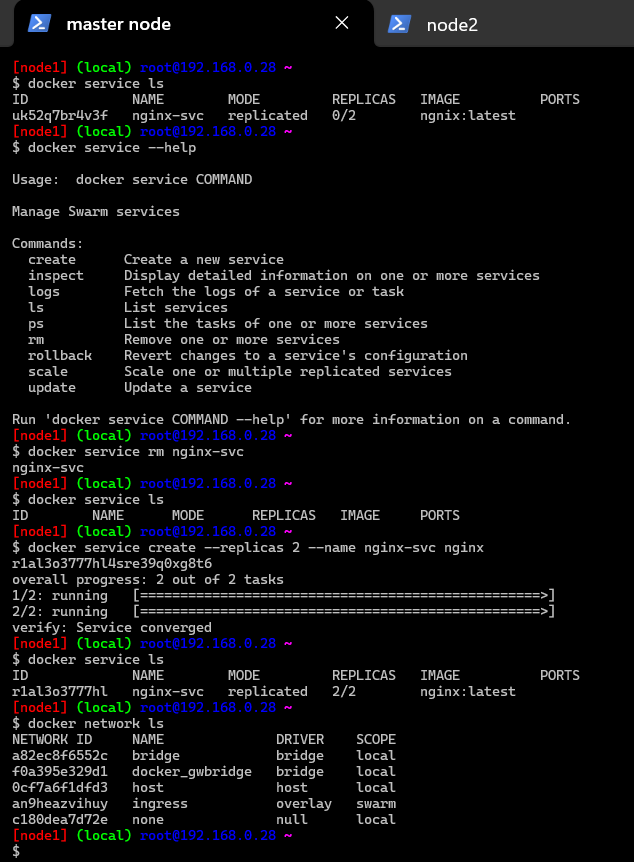 master node
node2
[node1] (local) root@192.168.0.28 ~
$ docker service ls
ID             NAME        MODE         REPLICAS   IMAGE          PORTS
uk52q7br4v3f   nginx-svc   replicated   0/2        ngnix:latest
[node1] (local) root@192.168.0.28 ~
$ docker service --help
Usage:  docker service COMMAND
Manage Swarm services
Commands:
  create      Create a new service
  inspect     Display detailed information on one or more services
  logs        Fetch the logs of a service or task
  ls          List services
  ps          List the tasks of one or more services
  rm          Remove one or more services
  rollback    Revert changes to a service's configuration
  scale       Scale one or multiple replicated services
  update      Update a service
Run 'docker service COMMAND --help' for more information on a command.
[node1] (local) root@192.168.0.28 ~
$ docker service rm nginx-svc
nginx-svc
[node1] (local) root@192.168.0.28 ~
$ docker service ls
ID        NAME      MODE      REPLICAS   IMAGE     PORTS
[node1] (local) root@192.168.0.28 ~
$ docker service create --replicas 2 --name nginx-svc nginx
r1al3o3777hl4sre39q0xg8t6
overall progress: 2 out of 2 tasks
1/2: running   [==================================================>]
2/2: running   [==================================================>]
verify: Service converged
[node1] (local) root@192.168.0.28 ~
$ docker service ls
ID             NAME        MODE         REPLICAS   IMAGE          PORTS
r1al3o3777hl   nginx-svc   replicated   2/2        nginx:latest
[node1] (local) root@192.168.0.28 ~
$ docker network ls
NETWORK ID     NAME              DRIVER    SCOPE
a82ec8f6552c   bridge            bridge    local
f0a395e329d1   docker_gwbridge   bridge    local
0cf7a6f1dfd3   host              host      local
an9heazvihuy   ingress           overlay   swarm
c180dea7d72e   none              null      local
[node1] (local) root@192.168.0.28 ~
$